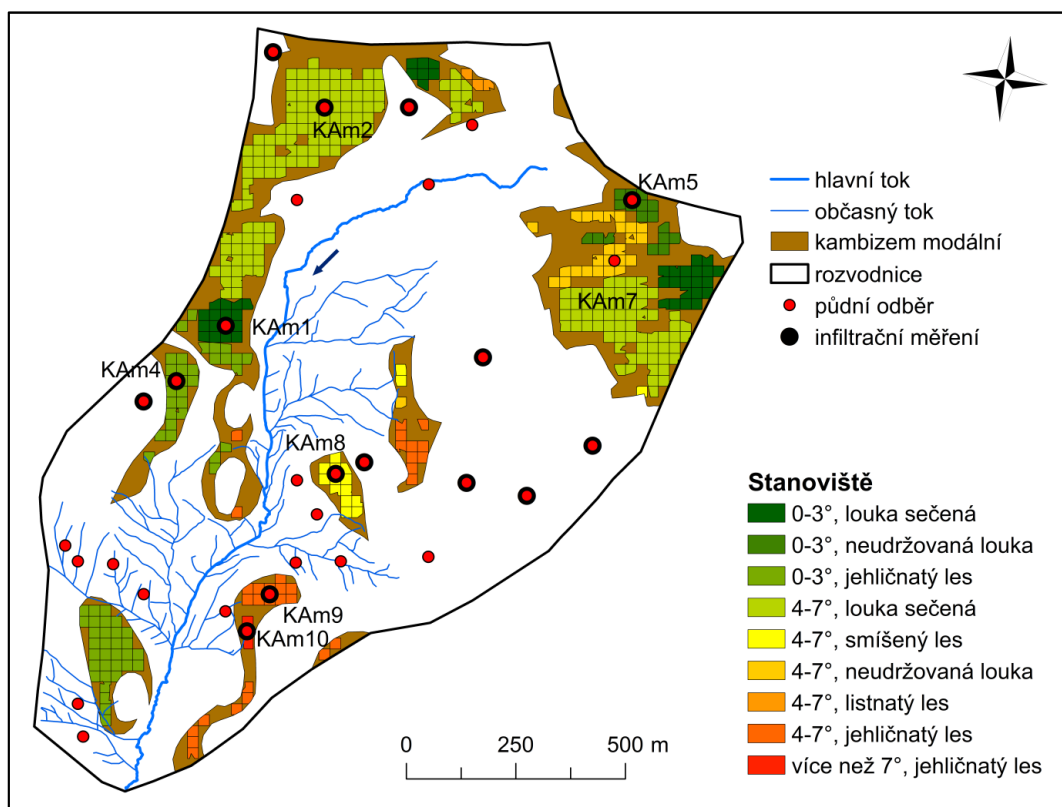 KAm2
KAm5
KAm7
KAm1
KAm4
KAm8
KAm9
KAm10
hlavní tok
občasný tok
kambizem modální
rozvodnice
půdní odběr
infiltrační měření
Stanoviště
0-3°, louka sečená
0-3°, neudržovaná louka
0-3°, jehličnatý les
4-7°, louka sečená
4-7°, smíšený les
4-7°, neudržovaná louka
4-7°, listnatý les
4-7°, jehličnatý les
více než 7°, jehličnatý les
0 250 500 m